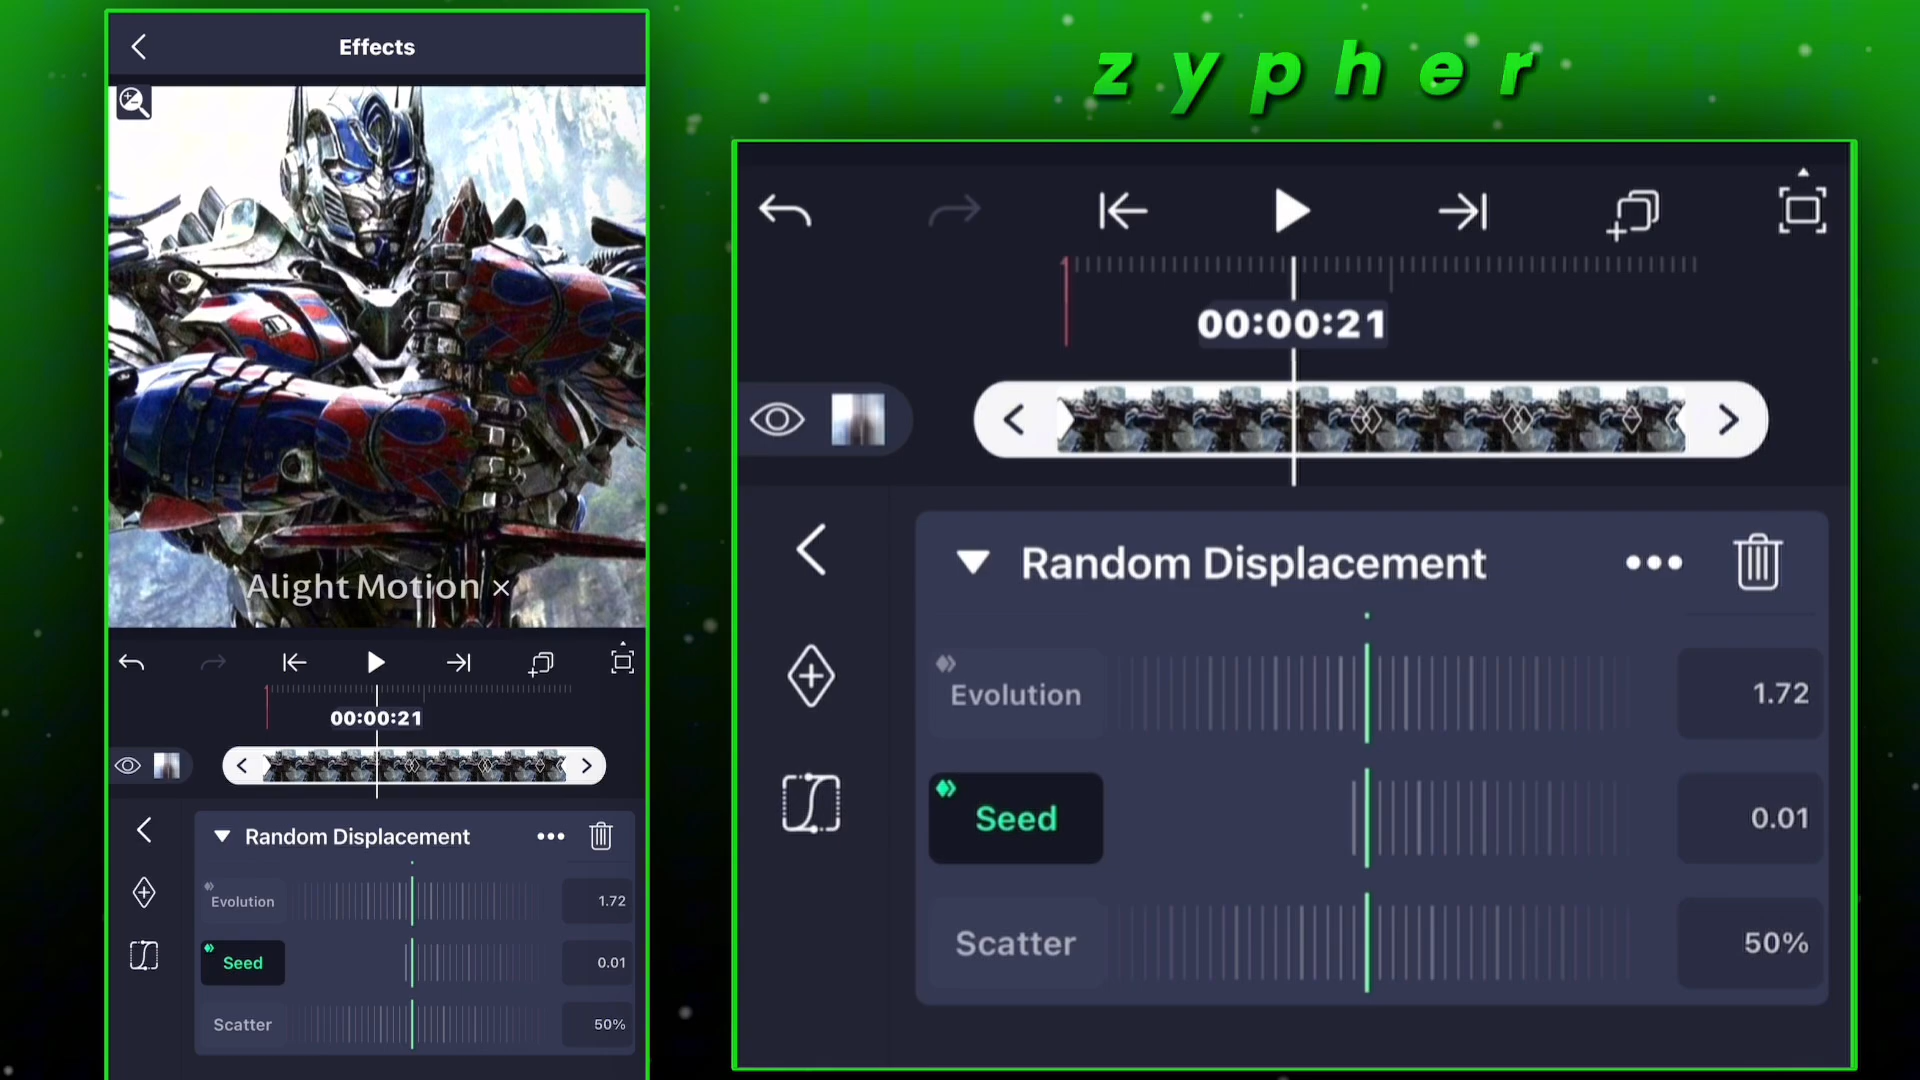 Effects
Alight Motion ×
00:00:21
Random Displacement
Evolution
1.72
Seed
0.01
Scatter
50%
zypher
00:00:21
Random Displacement
Evolution
1.72
Seed
0.01
Scatter
50%